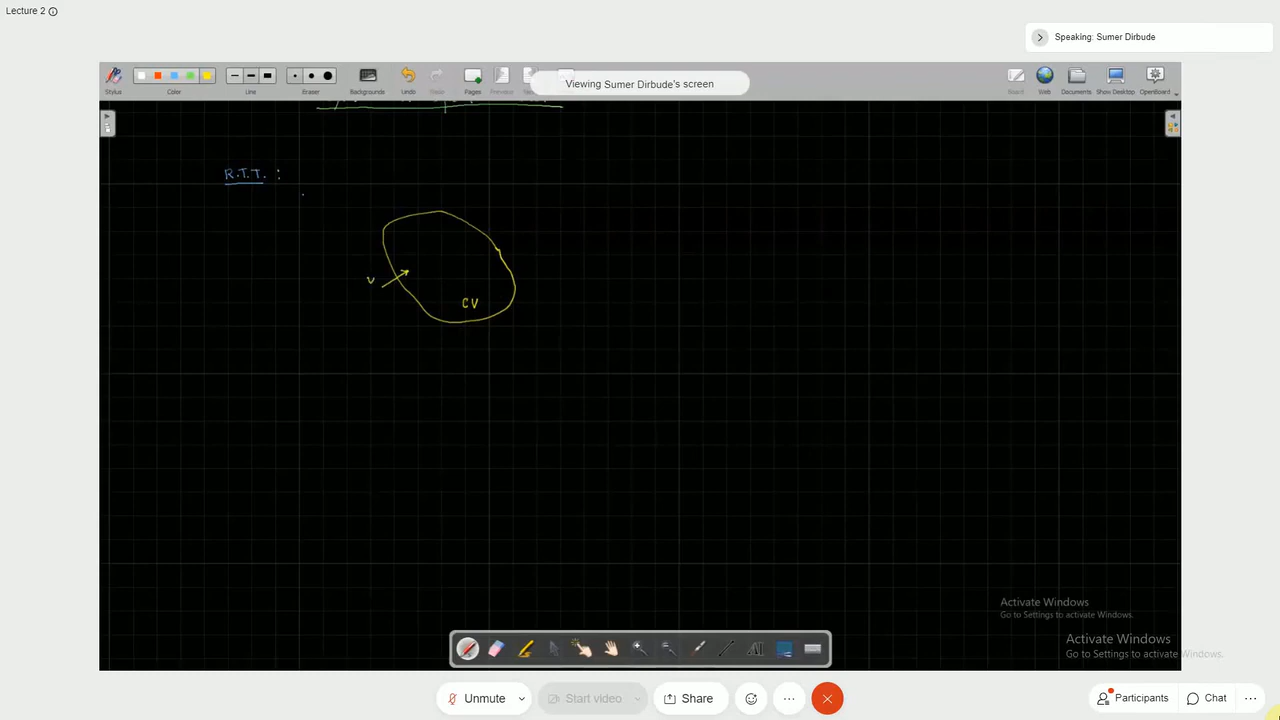 Lecture 2
Speaking: Sumer Dirbude
Viewing Sumer Dirbude's screen
Stylus
Color
Line
Eraser
Backgrounds
Undo
Pages
Board
Web
Documents
Show Desktop
OpenBoard
R.T.T. :
V
CV
Activate Windows
Go to Settings to activate Windows.
Activate Windows
Go to Settings to activate Windows.
Unmute
Start video
Share
Participants
Chat